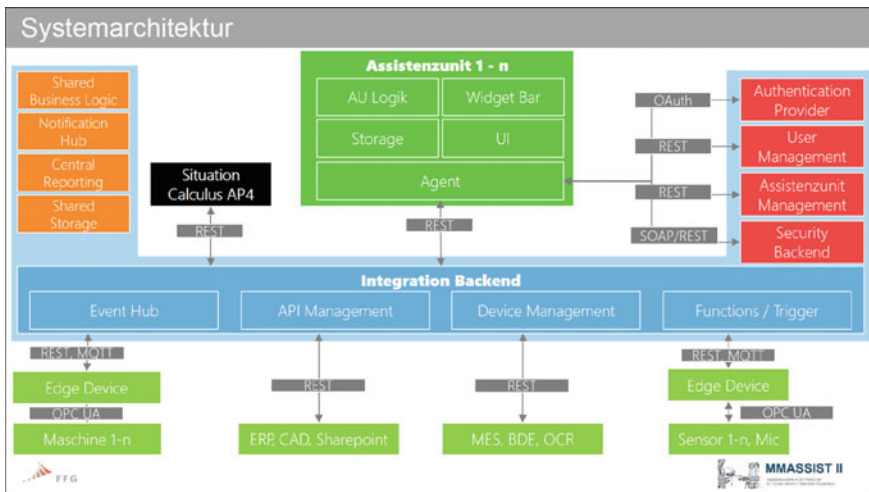 Systemarchitektur
Shared
Business Logic
Notification
Hub
Central
Reporting
Shared
Storage
Situation
Calculus AP4
REST
Assistenzunit 1 - n
AU Logik
Widget Bar
Storage
UI
Agent
REST
OAuth
REST
REST
SOAP/REST
Authentication
Provider
User
Management
Assistenzunit
Management
Security
Backend
Integration Backend
Event Hub
API Management
Device Management
Functions / Trigger
REST, MQTT
REST
REST
REST, MQTT
Edge Device
Edge Device
OPC UA
OPC UA
Maschine 1-n
ERP, CAD, Sharepoint
MES, BDE, OCR
Sensor 1-n, Mic
FFG
MMASSIST II